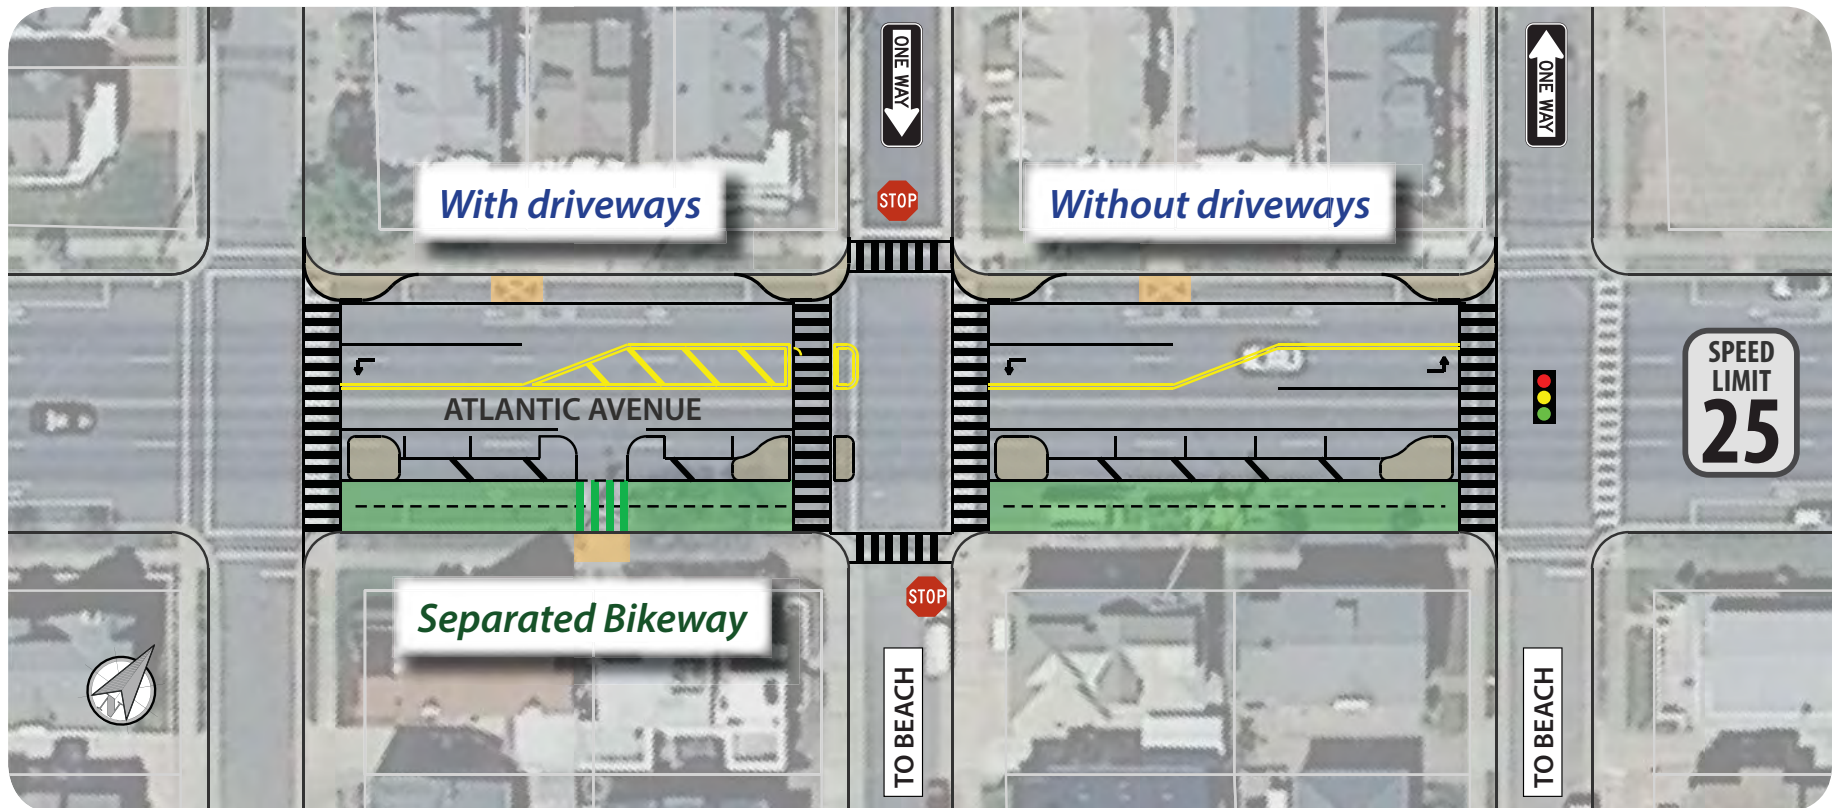 ONE WAY
ONE WAY
STOP
With driveways
Without driveways
SPEED
LIMIT
25
ATLANTIC AVENUE
STOP
Separated Bikeway
TO BEACH
TO BEACH